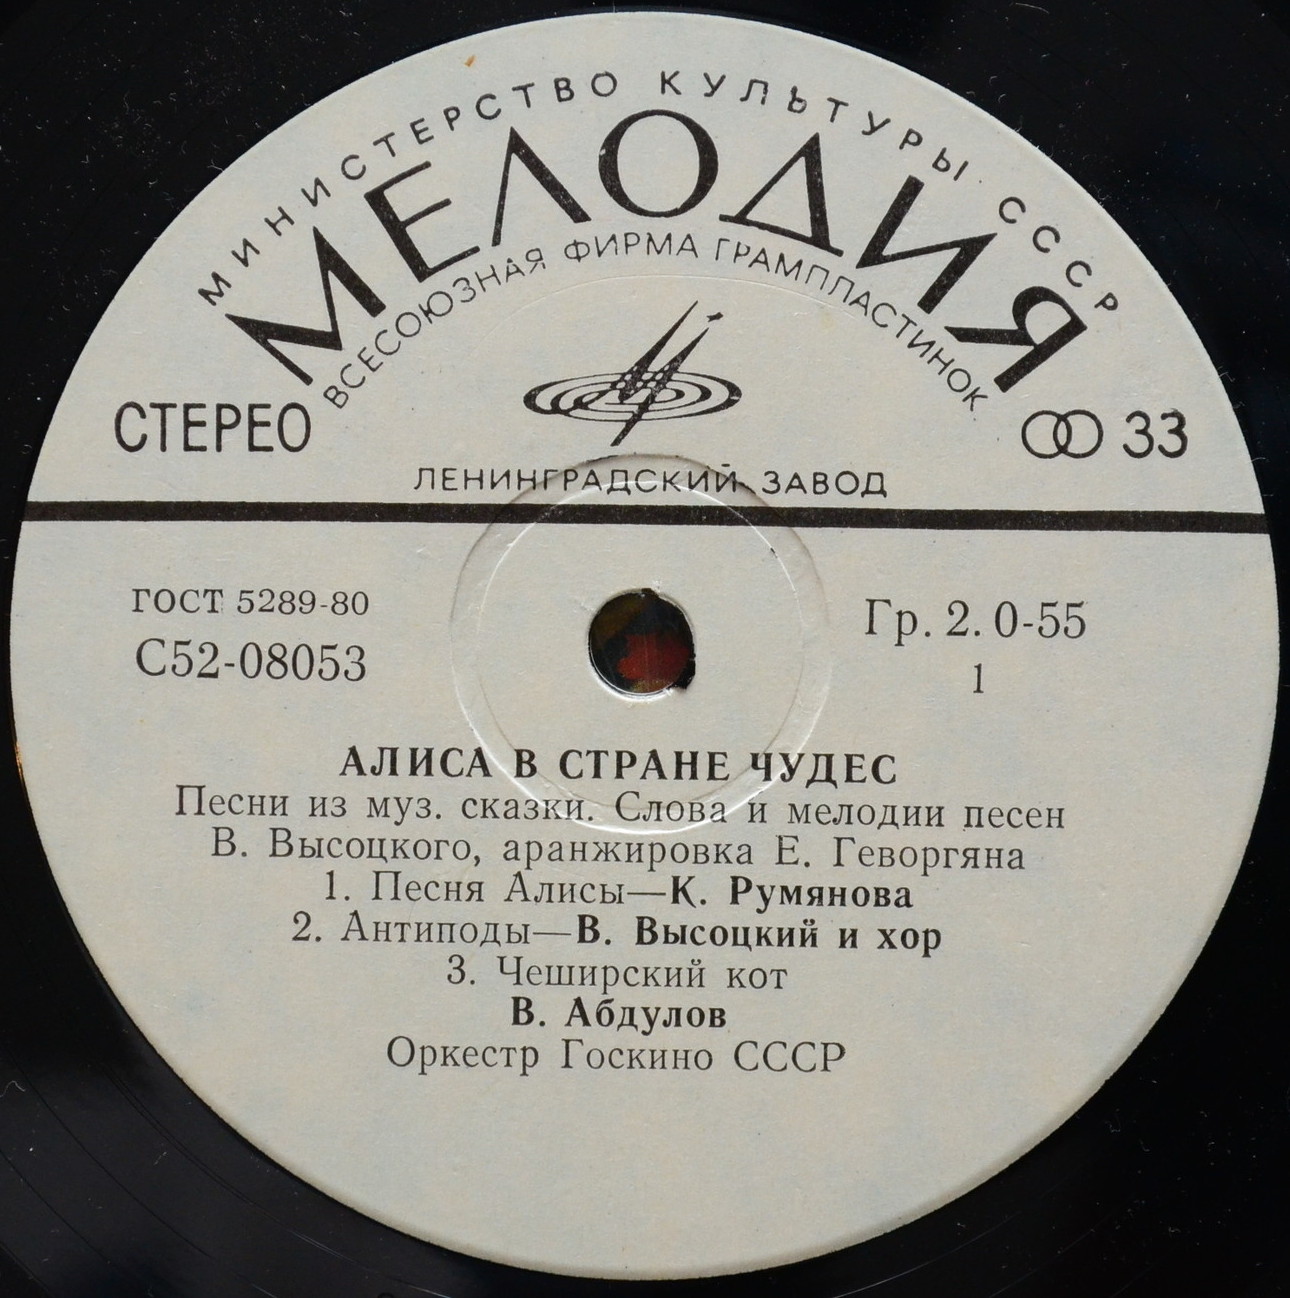 МИНИСТЕРСТВО КУЛЬТУРЫ СССР
МЕЛОДИЯ
ВСЕСОЮЗНАЯ ФИРМА ГРАМПЛАСТИНОК
СТЕРЕО
33
ЛЕНИНГРАДСКИЙ ЗАВОД
ГОСТ 5289-80
С52-08053
Гр. 2. 0-55
1
АЛИСА В СТРАНЕ ЧУДЕС
Песни из муз. сказки. Слова и мелодии песен
В. Высоцкого, аранжировка Е. Геворгяна
1. Песня Алисы—К. Румянова
2. Антиподы—В. Высоцкий и хор
3. Чеширский кот
В. Абдулов
Оркестр Госкино СССР